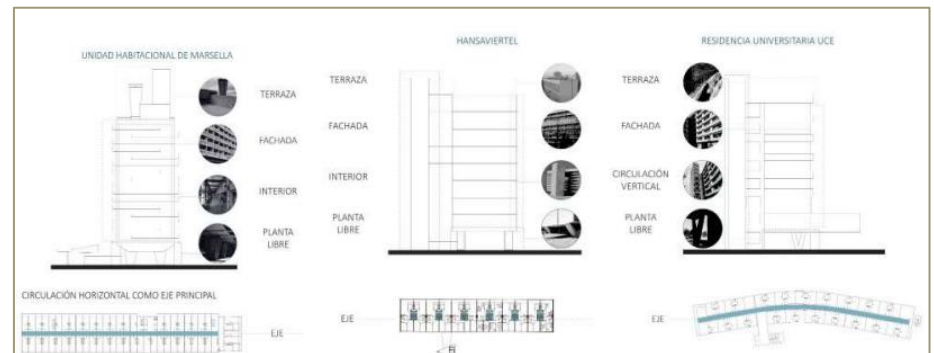 UNIDAD HABITACIONAL DE MARSELLA
TERRAZA
FACHADA
INTERIOR
PLANTA
LIBRE
HANSAVIERTEL
TERRAZA
FACHADA
INTERIOR
PLANTA
LIBRE
RESIDENCIA UNIVERSITARIA UCE
TERRAZA
FACHADA
CIRCULACIÓN
VERTICAL
PLANTA
LIBRE
CIRCULACIÓN HORIZONTAL COMO EJE PRINCIPAL
EJE
EJE
EJE